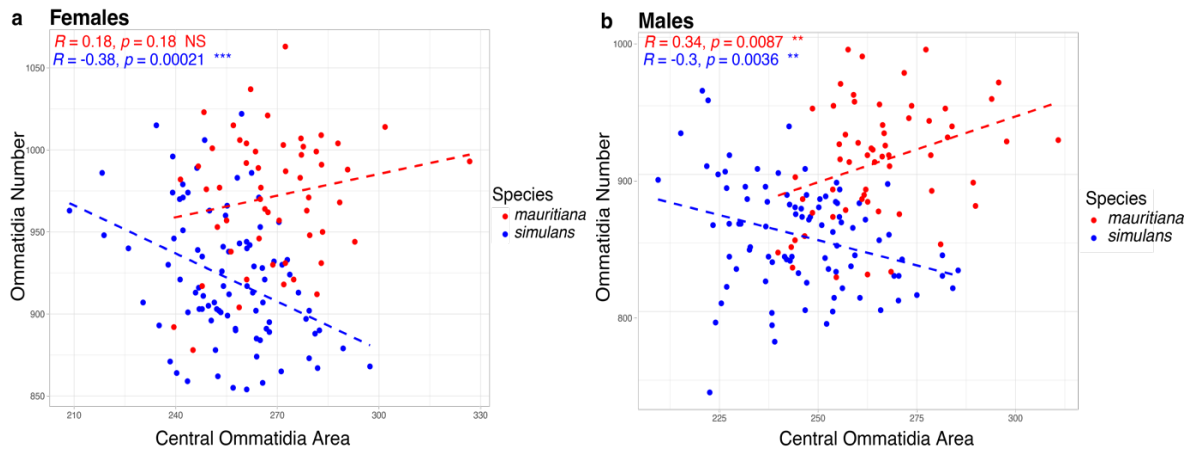 a Females
R = 0.18, p = 0.18 NS
R = -0.38, p = 0.00021 ***
1050
1000
950
900
850
Ommatidia Number
210 240 270 300 330
Central Ommatidia Area
Species
mauritiana
simulans
b Males
R = 0.34, p = 0.0087 **
R = -0.3, p = 0.0036 **
1000
900
800
Ommatidia Number
225 250 275 300
Central Ommatidia Area
Species
mauritiana
simulans